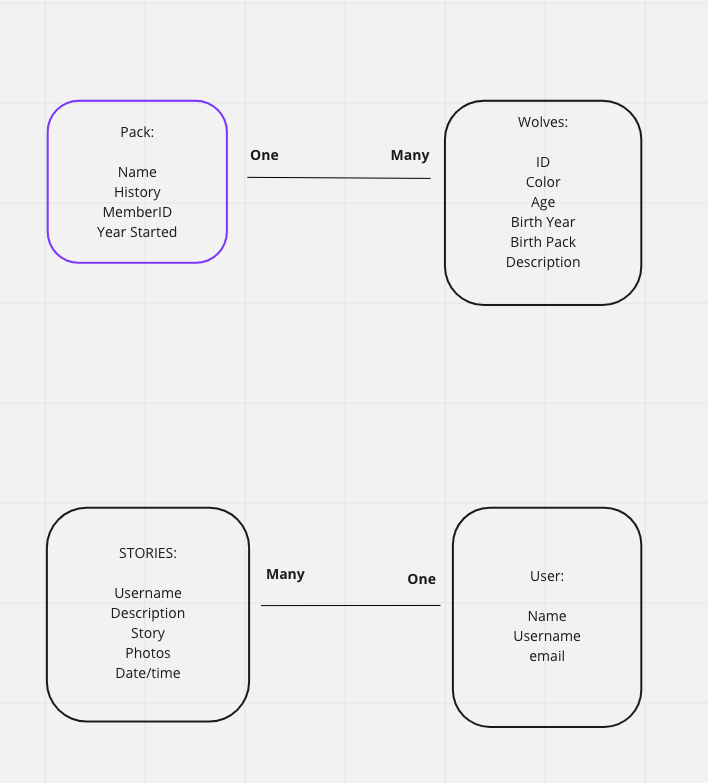 Pack:
Name
History
MemberID
Year Started
One
Many
Wolves:
ID
Color
Age
Birth Year
Birth Pack
Description
STORIES:
Username
Description
Story
Photos
Date/time
Many
One
User:
Name
Username
email